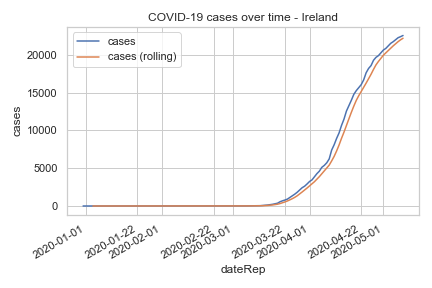 COVID-19 cases over time - Ireland
cases
cases (rolling)
20000
15000
10000
5000
0
cases
2020-01-01
2020-01-22
2020-02-01
2020-02-22
2020-03-01
2020-03-22
2020-04-01
2020-04-22
2020-05-01
dateRep